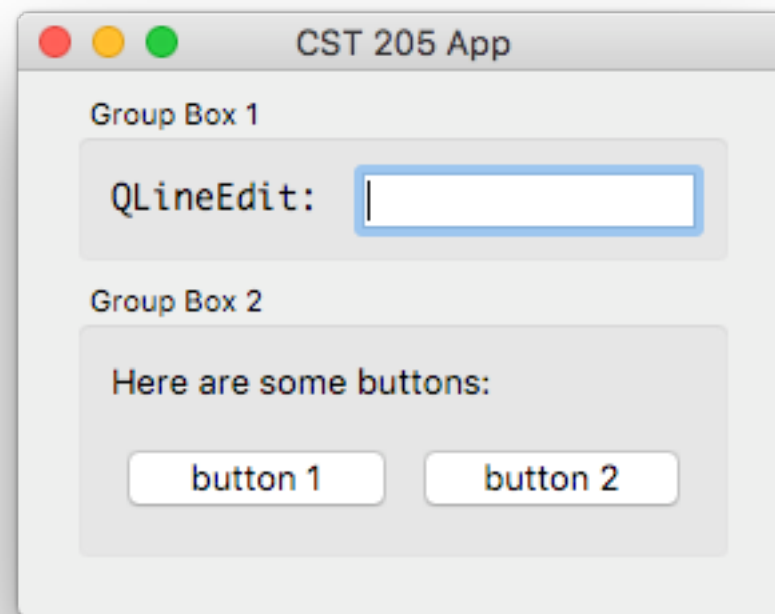 CST 205 App
Group Box 1
QLineEdit:
Group Box 2
Here are some buttons:
button 1 button 2